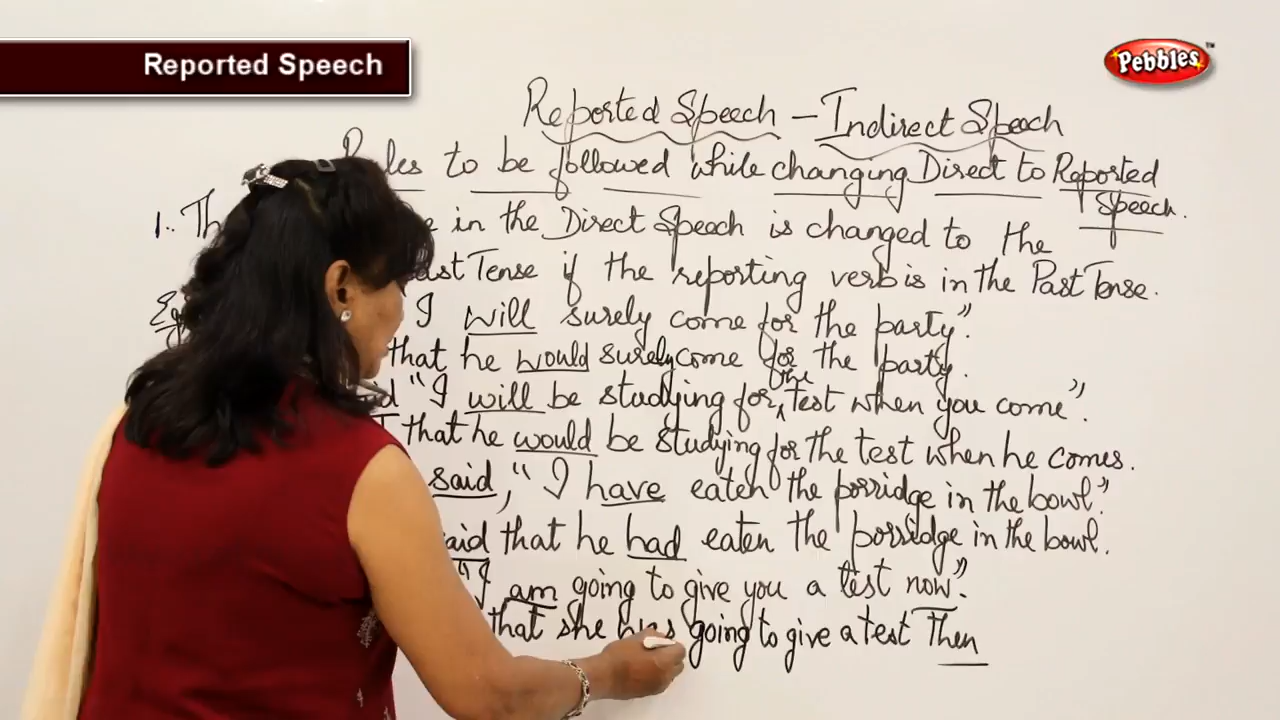 Reported Speech
Pebbles™
Reported Speech – Indirect Speech
Rules to be followed while changing Direct to Reported
Speech.
1. in the Direct Speech is changed to the
Past Tense if the reporting verb is in the Past Tense.
I will surely come for the party".
that he would surely come for the party.
"I will be studying for the test when you come".
that he would be studying for the test when he comes.
said, "I have eaten the porridge in the bowl."
said that he had eaten the porridge in the bowl.
"I am going to give you a test now".
that she was going to give a test Then